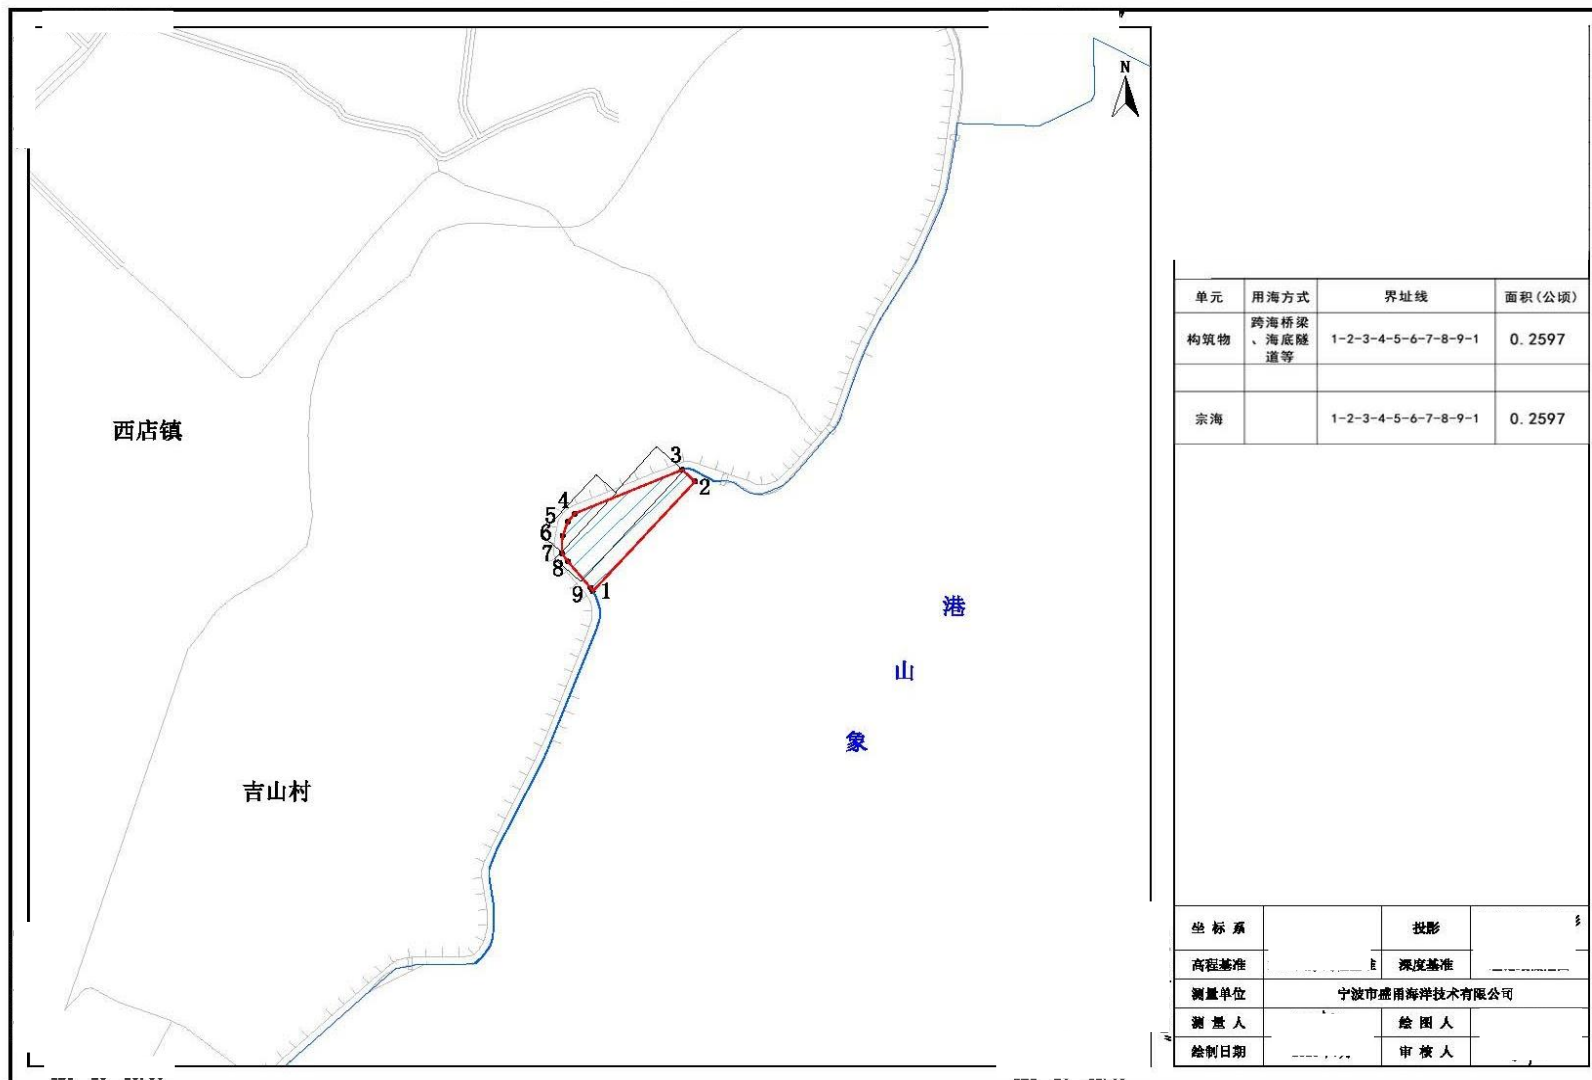 N
西店镇
吉山村
3
2
4
5
6
7
8
9
1
港
山
象
单元 用海方式 界址线 面积(公顷)
构筑物 跨海桥梁、海底隧道等 1-2-3-4-5-6-7-8-9-1 0.2597
宗海 1-2-3-4-5-6-7-8-9-1 0.2597
坐标系 投影
高程基准 深度基准
测量单位 宁波市盛甬海洋技术有限公司
测量人 绘图人
绘制日期 审核人